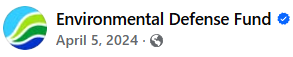 Environmental Defense Fund
April 5, 2024 ·